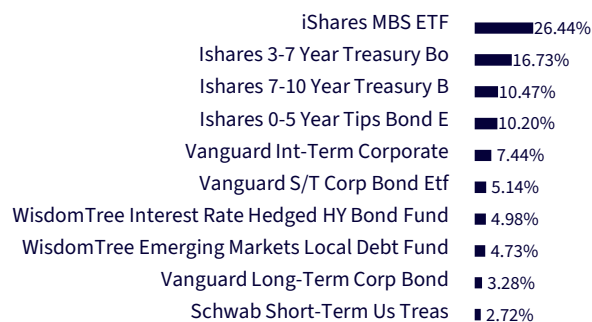 iShares MBS ETF 26.44%
Ishares 3-7 Year Treasury Bo 16.73%
Ishares 7-10 Year Treasury B 10.47%
Ishares 0-5 Year Tips Bond E 10.20%
Vanguard Int-Term Corporate 7.44%
Vanguard S/T Corp Bond Etf 5.14%
WisdomTree Interest Rate Hedged HY Bond Fund 4.98%
WisdomTree Emerging Markets Local Debt Fund 4.73%
Vanguard Long-Term Corp Bond 3.28%
Schwab Short-Term Us Treas 2.72%